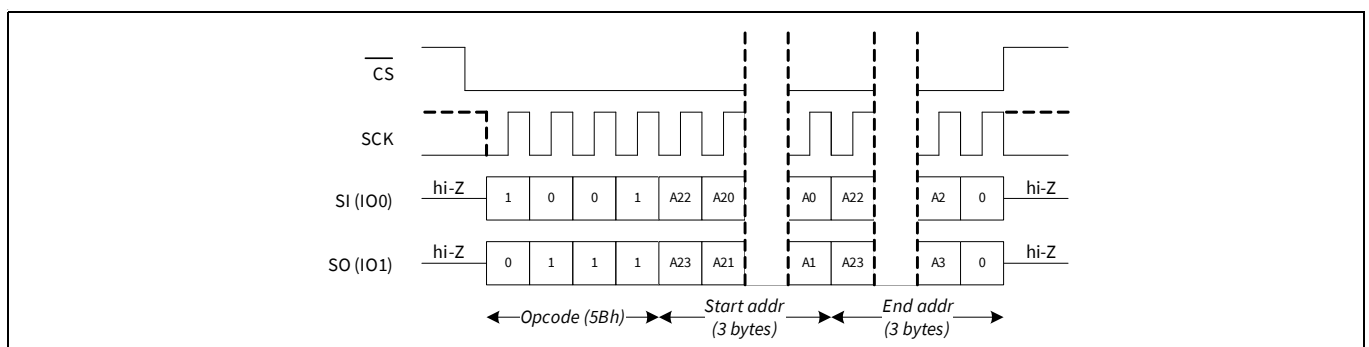 CS
SCK
SI (IO0) hi-Z 1 0 0 1 A22 A20 A0 A22 A2 0 hi-Z
SO (IO1) hi-Z 0 1 1 1 A23 A21 A1 A23 A3 0 hi-Z
Opcode (5Bh) Start addr End addr
(3 bytes) (3 bytes)